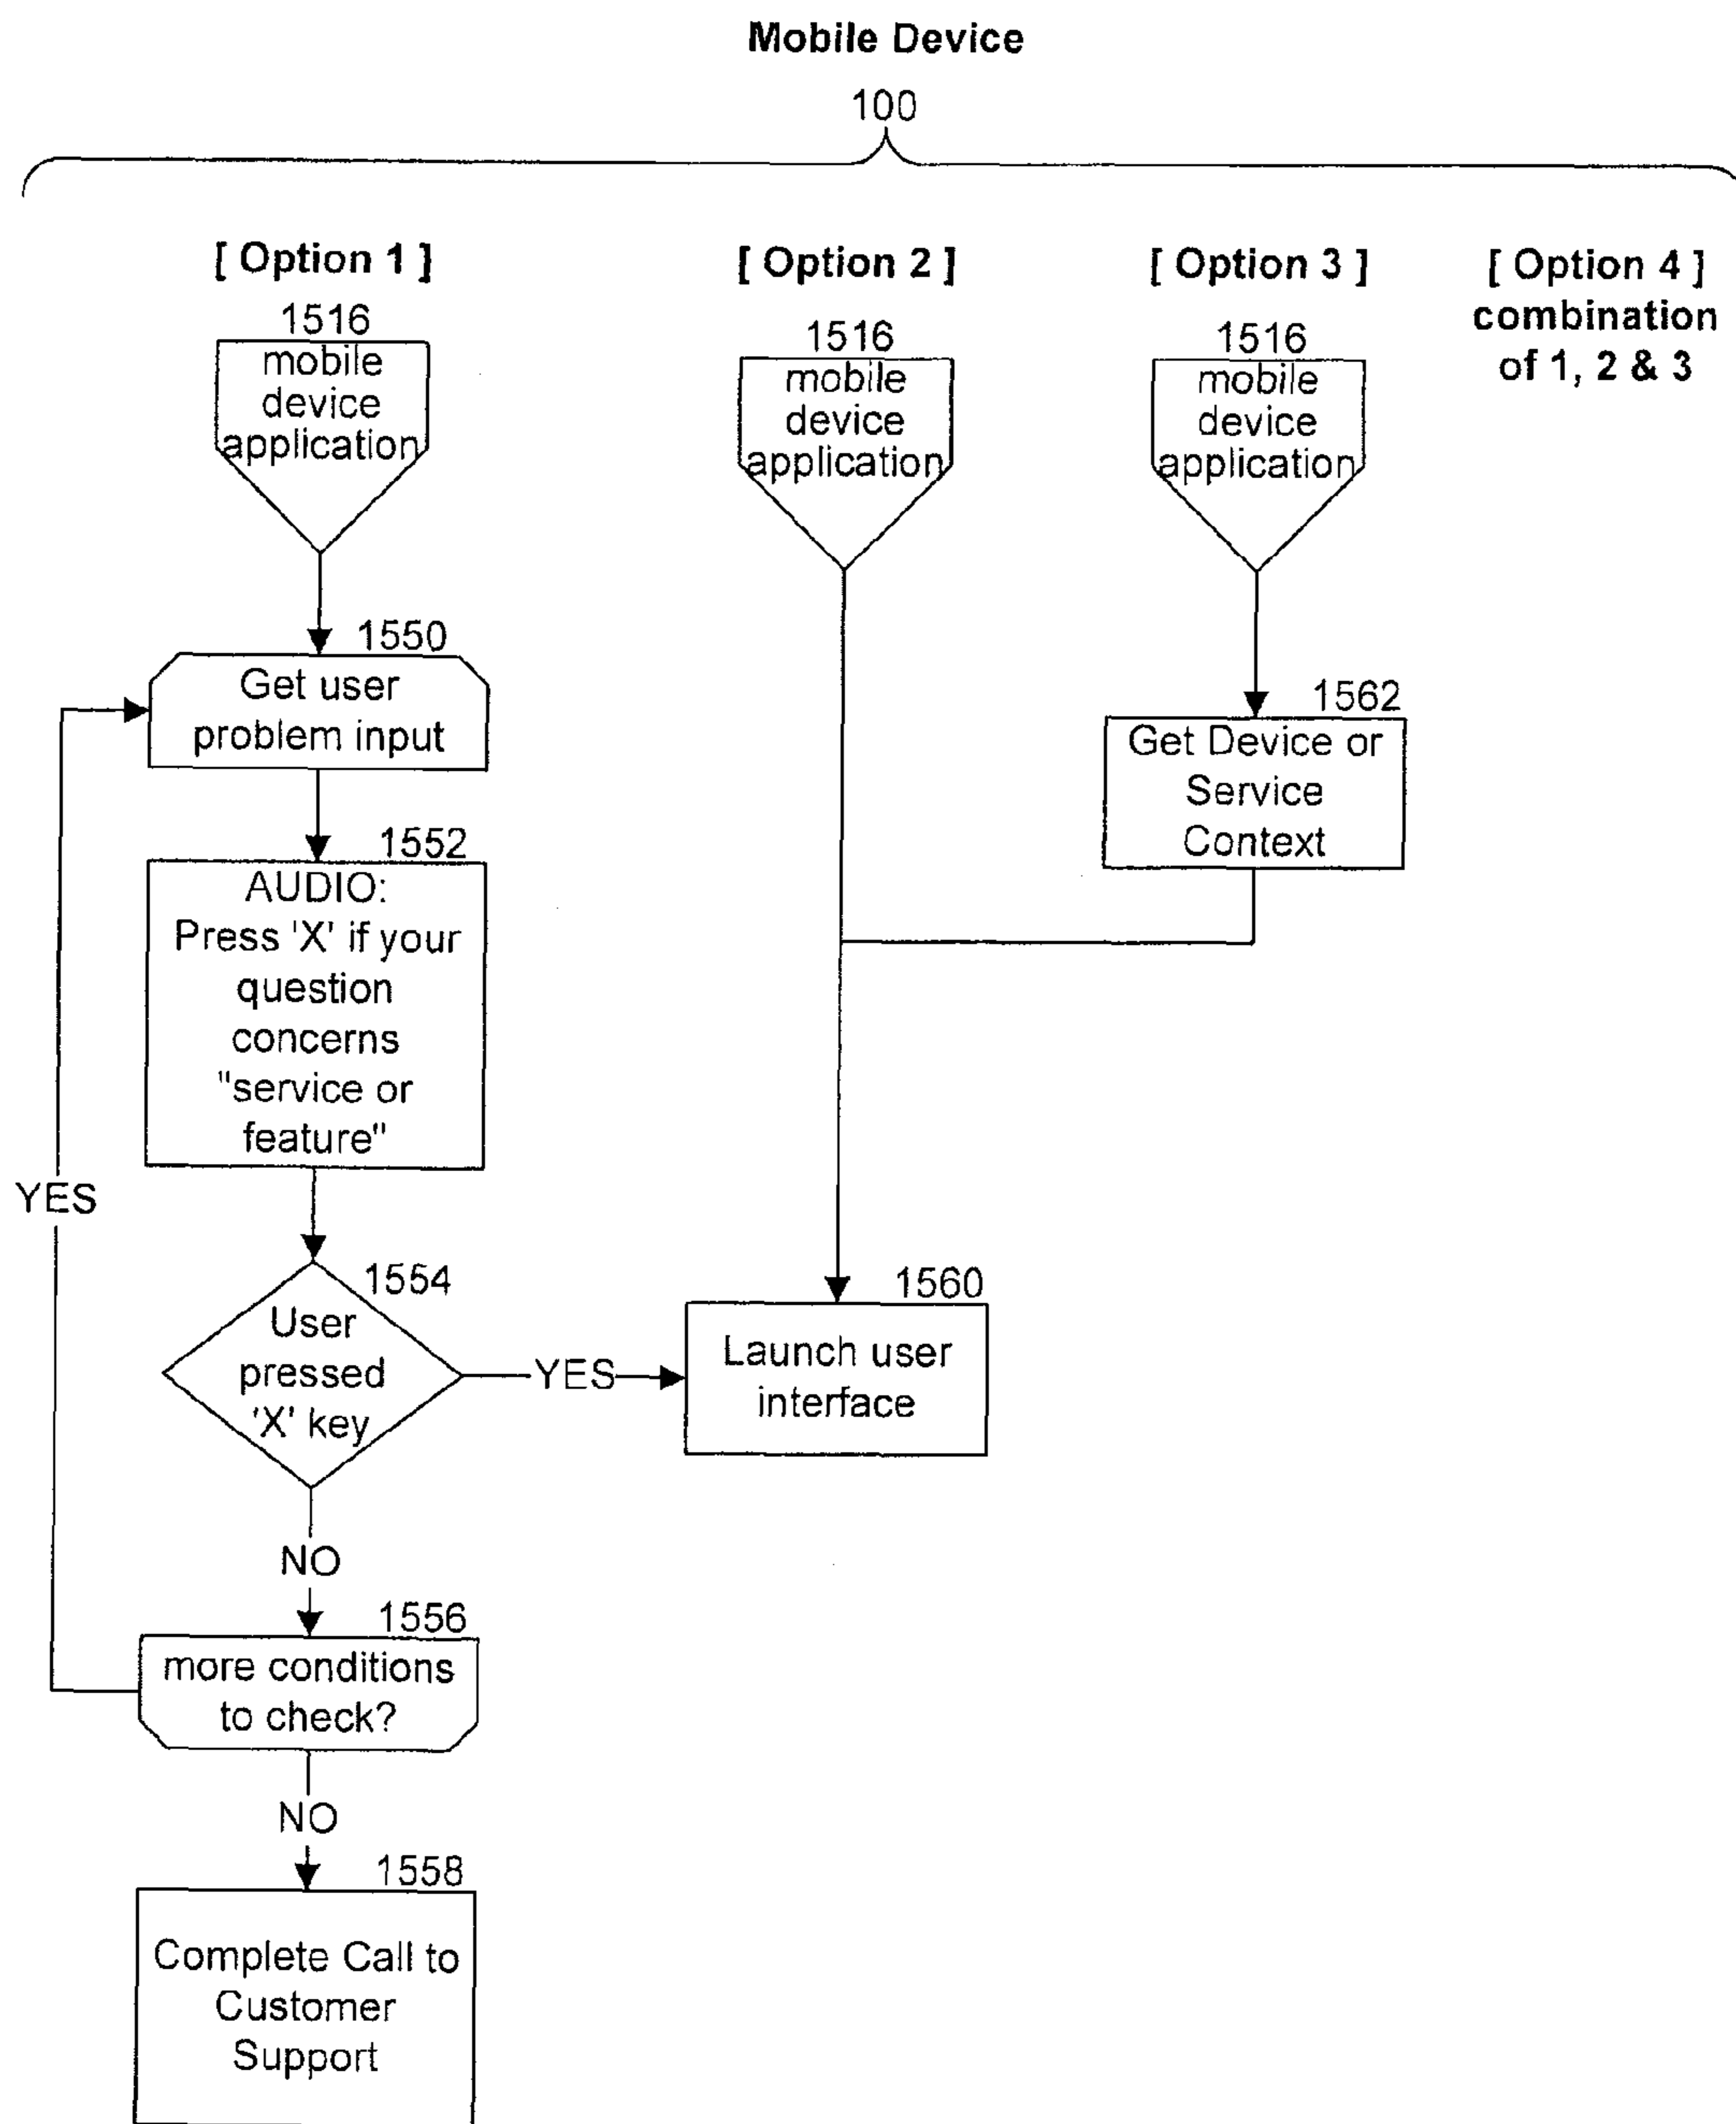 Mobile Device
100
[ Option 1 ]
1516
mobile
device
application
1550
Get user
problem input
1552
AUDIO:
Press 'X' if your
question
concerns
"service or
feature"
YES
1554
User
pressed
'X' key
YES
NO
1556
more conditions
to check?
NO
1558
Complete Call to
Customer
Support
[ Option 2 ]
1516
mobile
device
application
1560
Launch user
interface
[ Option 3 ]
1516
mobile
device
application
1562
Get Device or
Service
Context
[ Option 4 ]
combination
of 1, 2 & 3